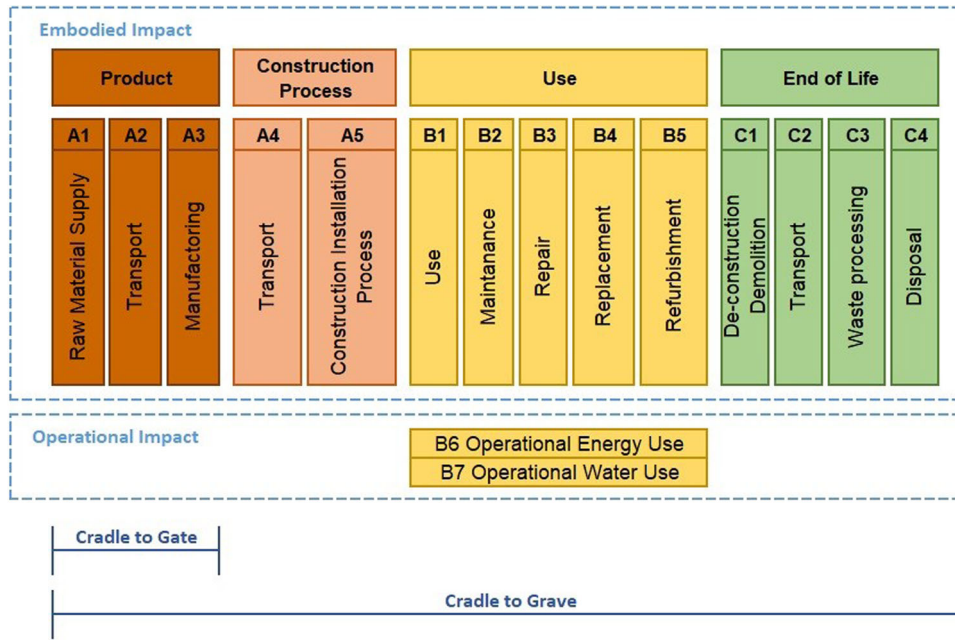 Embodied Impact
Product
Construction
Process
Use
End of Life
A1
A2
A3
A4
A5
B1
B2
B3
B4
B5
C1
C2
C3
C4
Raw Material Supply
Transport
Manufactoring
Transport
Construction Installation
Process
Use
Maintanance
Repair
Replacement
Refurbishment
De-construction
Demolition
Transport
Waste processing
Disposal
Operational Impact
B6 Operational Energy Use
B7 Operational Water Use
Cradle to Gate
Cradle to Grave